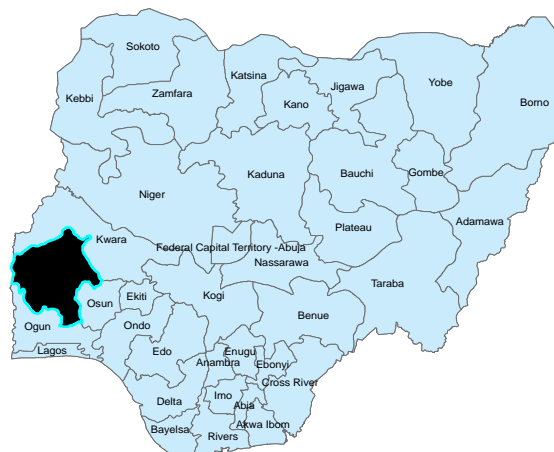 Sokoto
Katsina
Yobe
Jigawa
Kebbi
Zamfara
Kano
Borno
Kaduna
Bauchi
Gombe
Niger
Adamawa
Plateau
Kwara
Federal Capital Territory -Abuja
Nassarawa
Taraba
Ekiti
Kogi
Osun
Benue
Ogun
Ondo
Lagos
Edo
Enugu
Anambra
Ebonyi
Cross River
Imo
Delta
Abia
Akwa Ibom
Bayelsa
Rivers